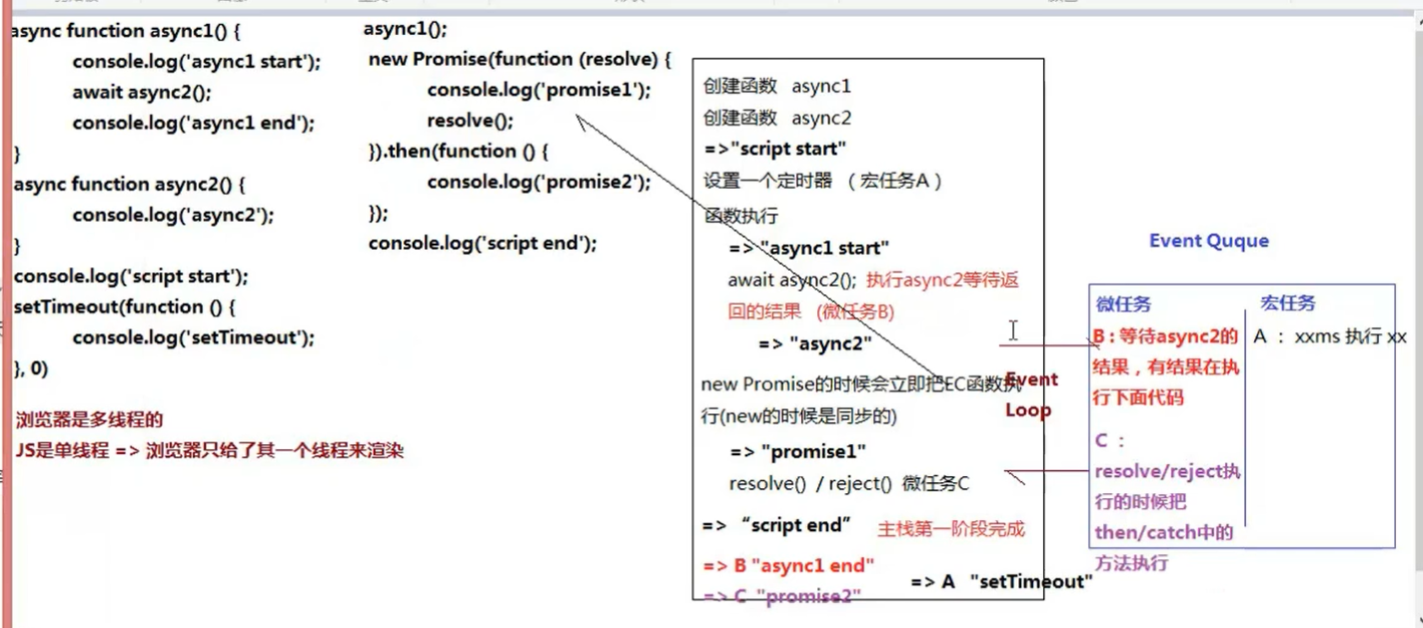 async function async1() {
console.log('async1 start');
await async2();
console.log('async1 end');
}
async function async2() {
console.log('async2');
}
console.log('script start');
setTimeout(function () {
console.log('setTimeout');
}, 0)
浏览器是多线程的
JS是单线程 => 浏览器只给了其一个线程来渲染
async1();
new Promise(function (resolve) {
console.log('promise1');
resolve();
}).then(function () {
console.log('promise2');
});
console.log('script end');
创建函数 async1
创建函数 async2
=>"script start"
设置一个定时器 （宏任务A）
函数执行
=> "async1 start"
await async2(); 执行async2等待返
回的结果 (微任务B)
=> "async2"
new Promise的时候会立即把EC函数执
行(new的时候是同步的)
=> "promise1"
resolve() / reject() 微任务C
=> “script end” 主栈第一阶段完成
=> B "async1 end"
=> C "promise2"
=> A "setTimeout"
Event
Loop
Event Quque
微任务
B：等待async2的
结果，有结果在执
行下面代码
C ：
resolve/reject执
行的时候把
then/catch中的
方法执行
宏任务
A ： xxms 执行 xx